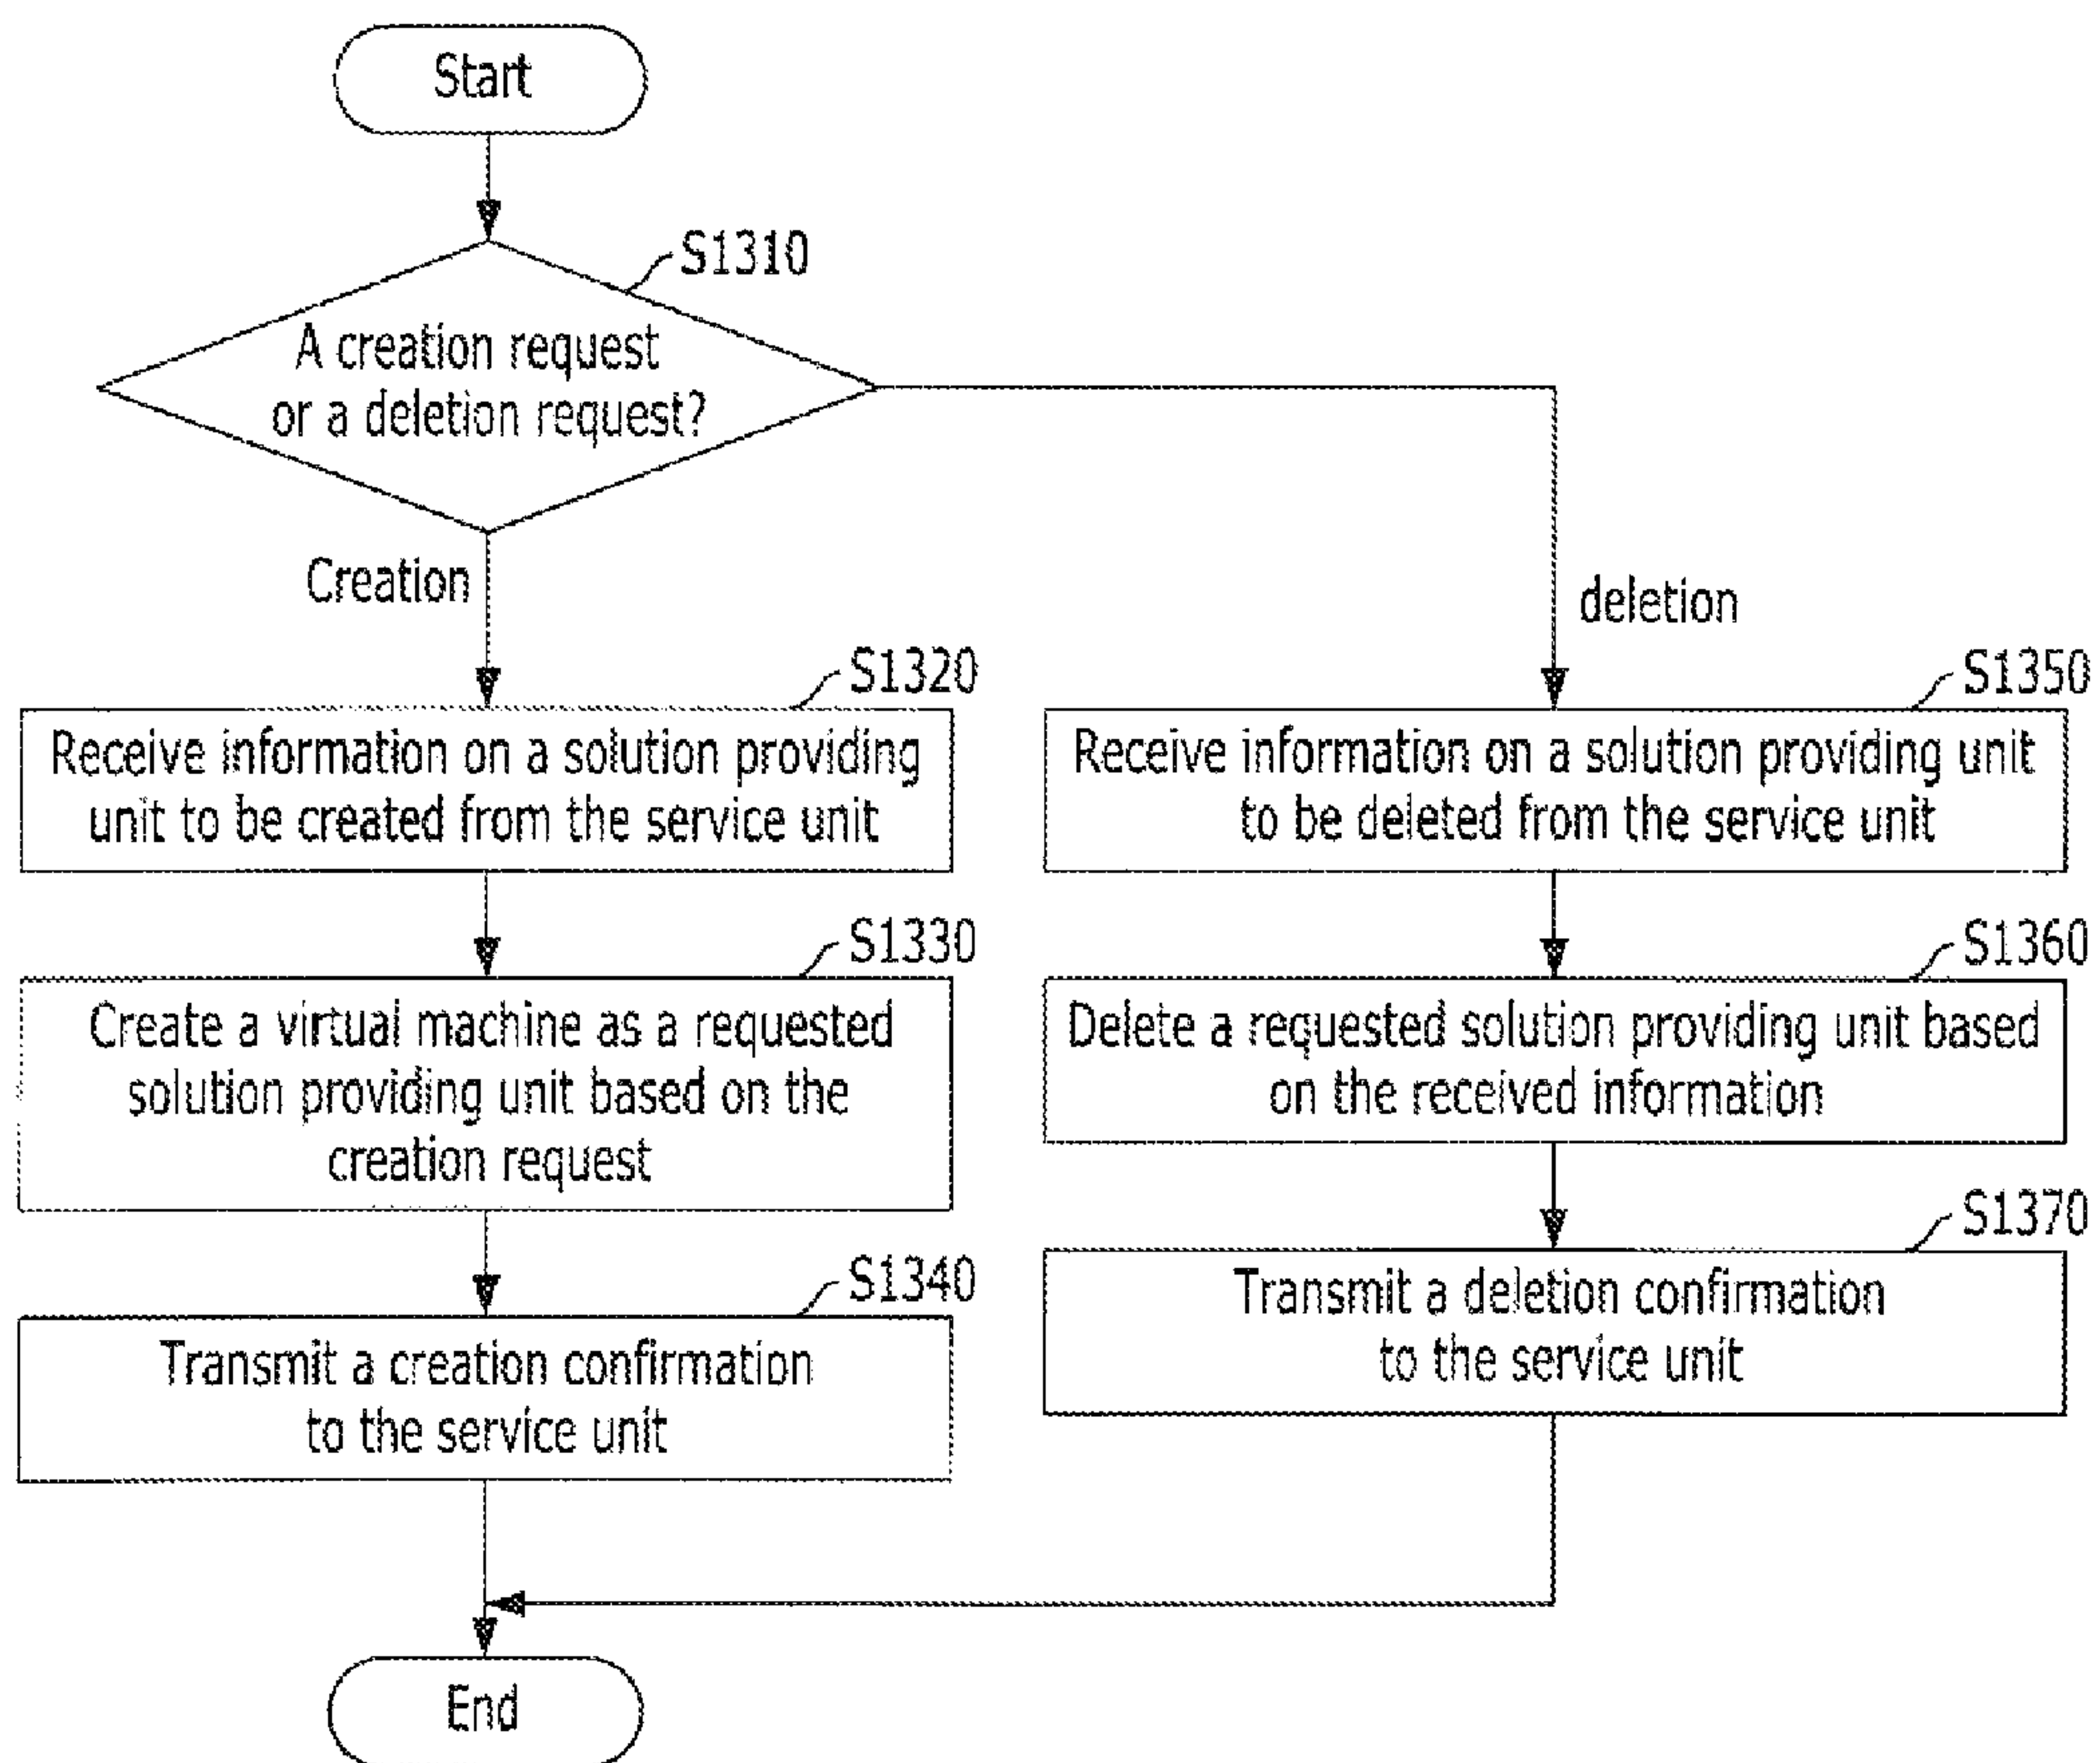 Start
S1310
A creation request
or a deletion request?
Creation
deletion
S1320
Receive information on a solution providing
unit to be created from the service unit
S1350
Receive information on a solution providing unit
to be deleted from the service unit
S1330
Create a virtual machine as a requested
solution providing unit based on the
creation request
S1360
Delete a requested solution providing unit based
on the received information
S1340
Transmit a creation confirmation
to the service unit
S1370
Transmit a deletion confirmation
to the service unit
End